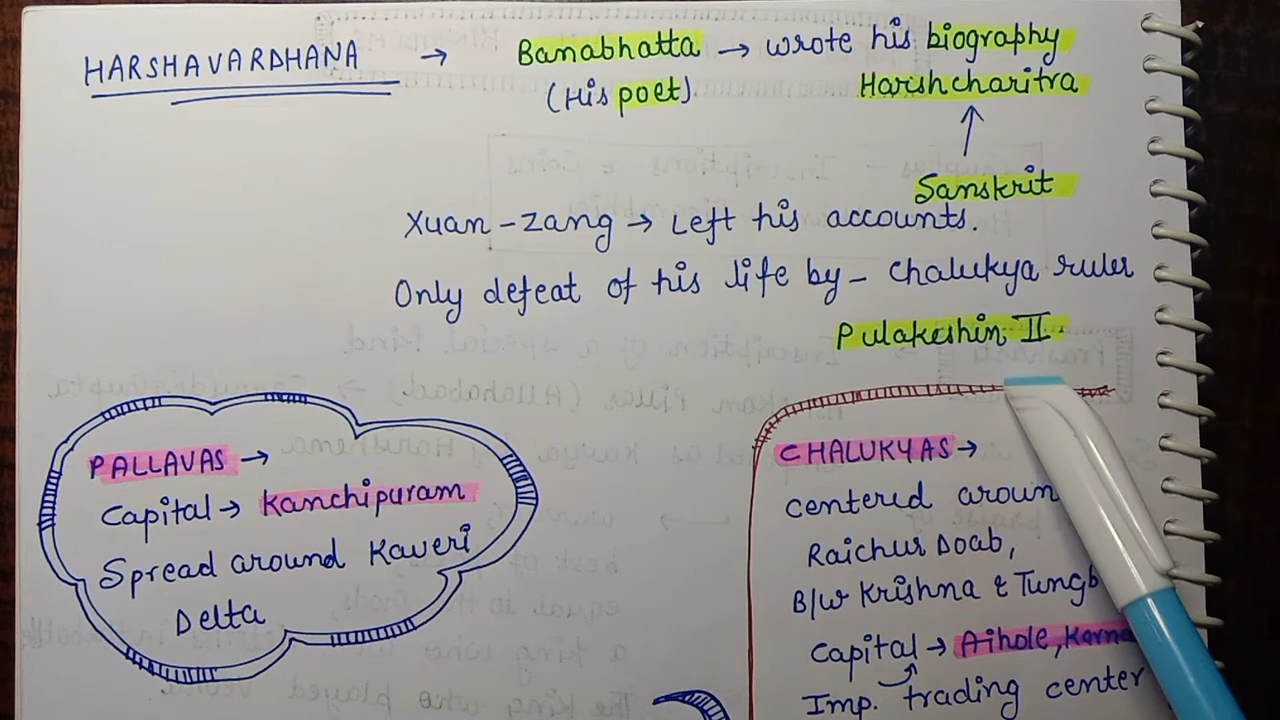 HARSHAVARDHANA → Banabhatta → wrote his biography
(His poet) Harshcharitra
↑
Sanskrit
Xuan-zang → Left his accounts.
Only defeat of his life by - Chalukya ruler
Pulakeshin II
PALLAVAS →
Capital → Kanchipuram
Spread around Kaveri
Delta
CHALUKYAS →
centered aroun
Raichur Doab,
B/w Krishna & Tungb
Capital → Aihole, Karna
Imp. trading center